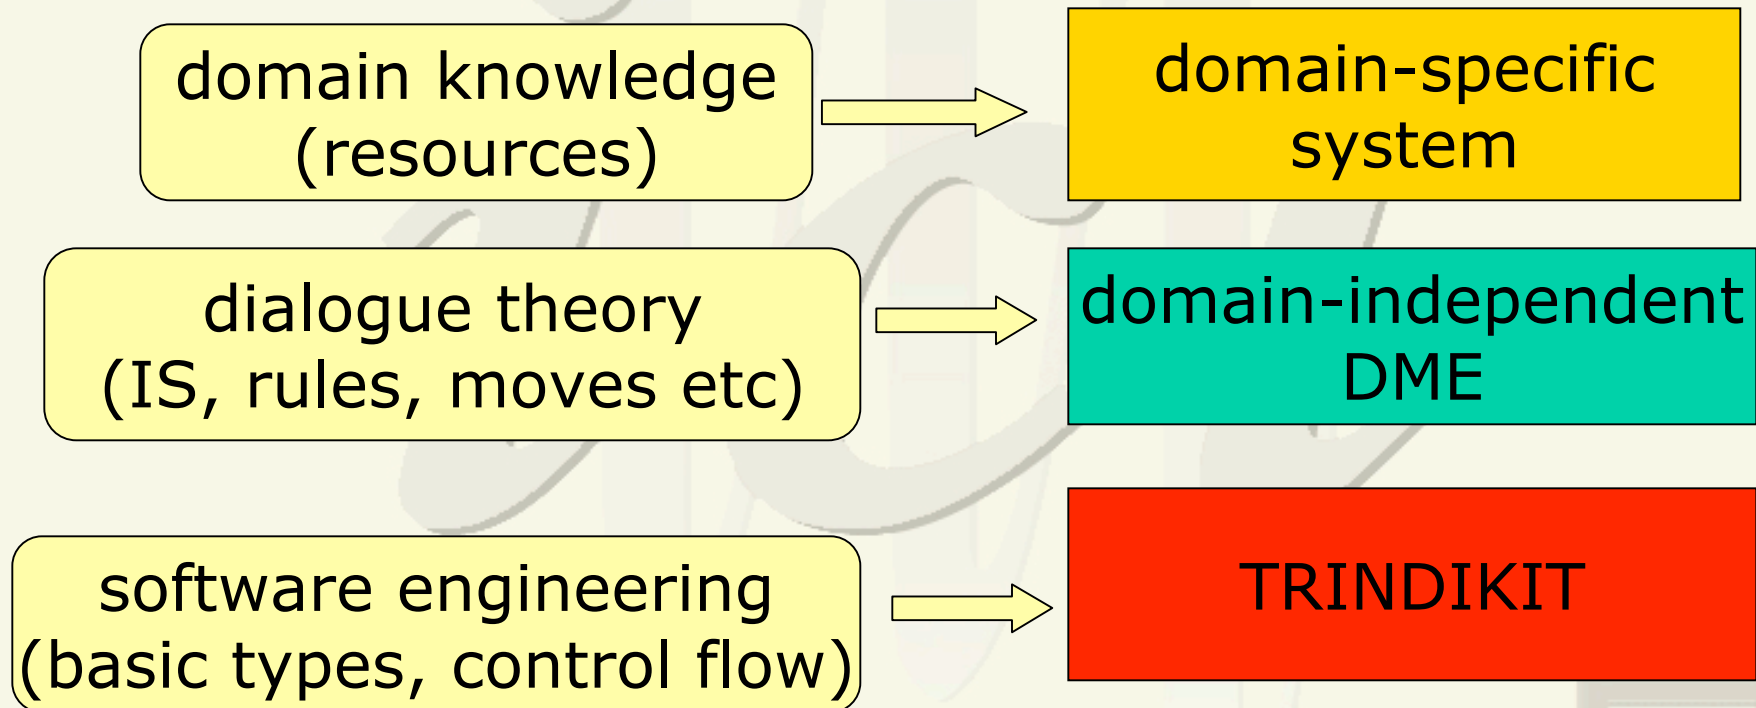 domain knowledge
(resources)
domain-specific
system
dialogue theory
(IS, rules, moves etc)
domain-independent
DME
software engineering
(basic types, control flow)
TRINDIKIT